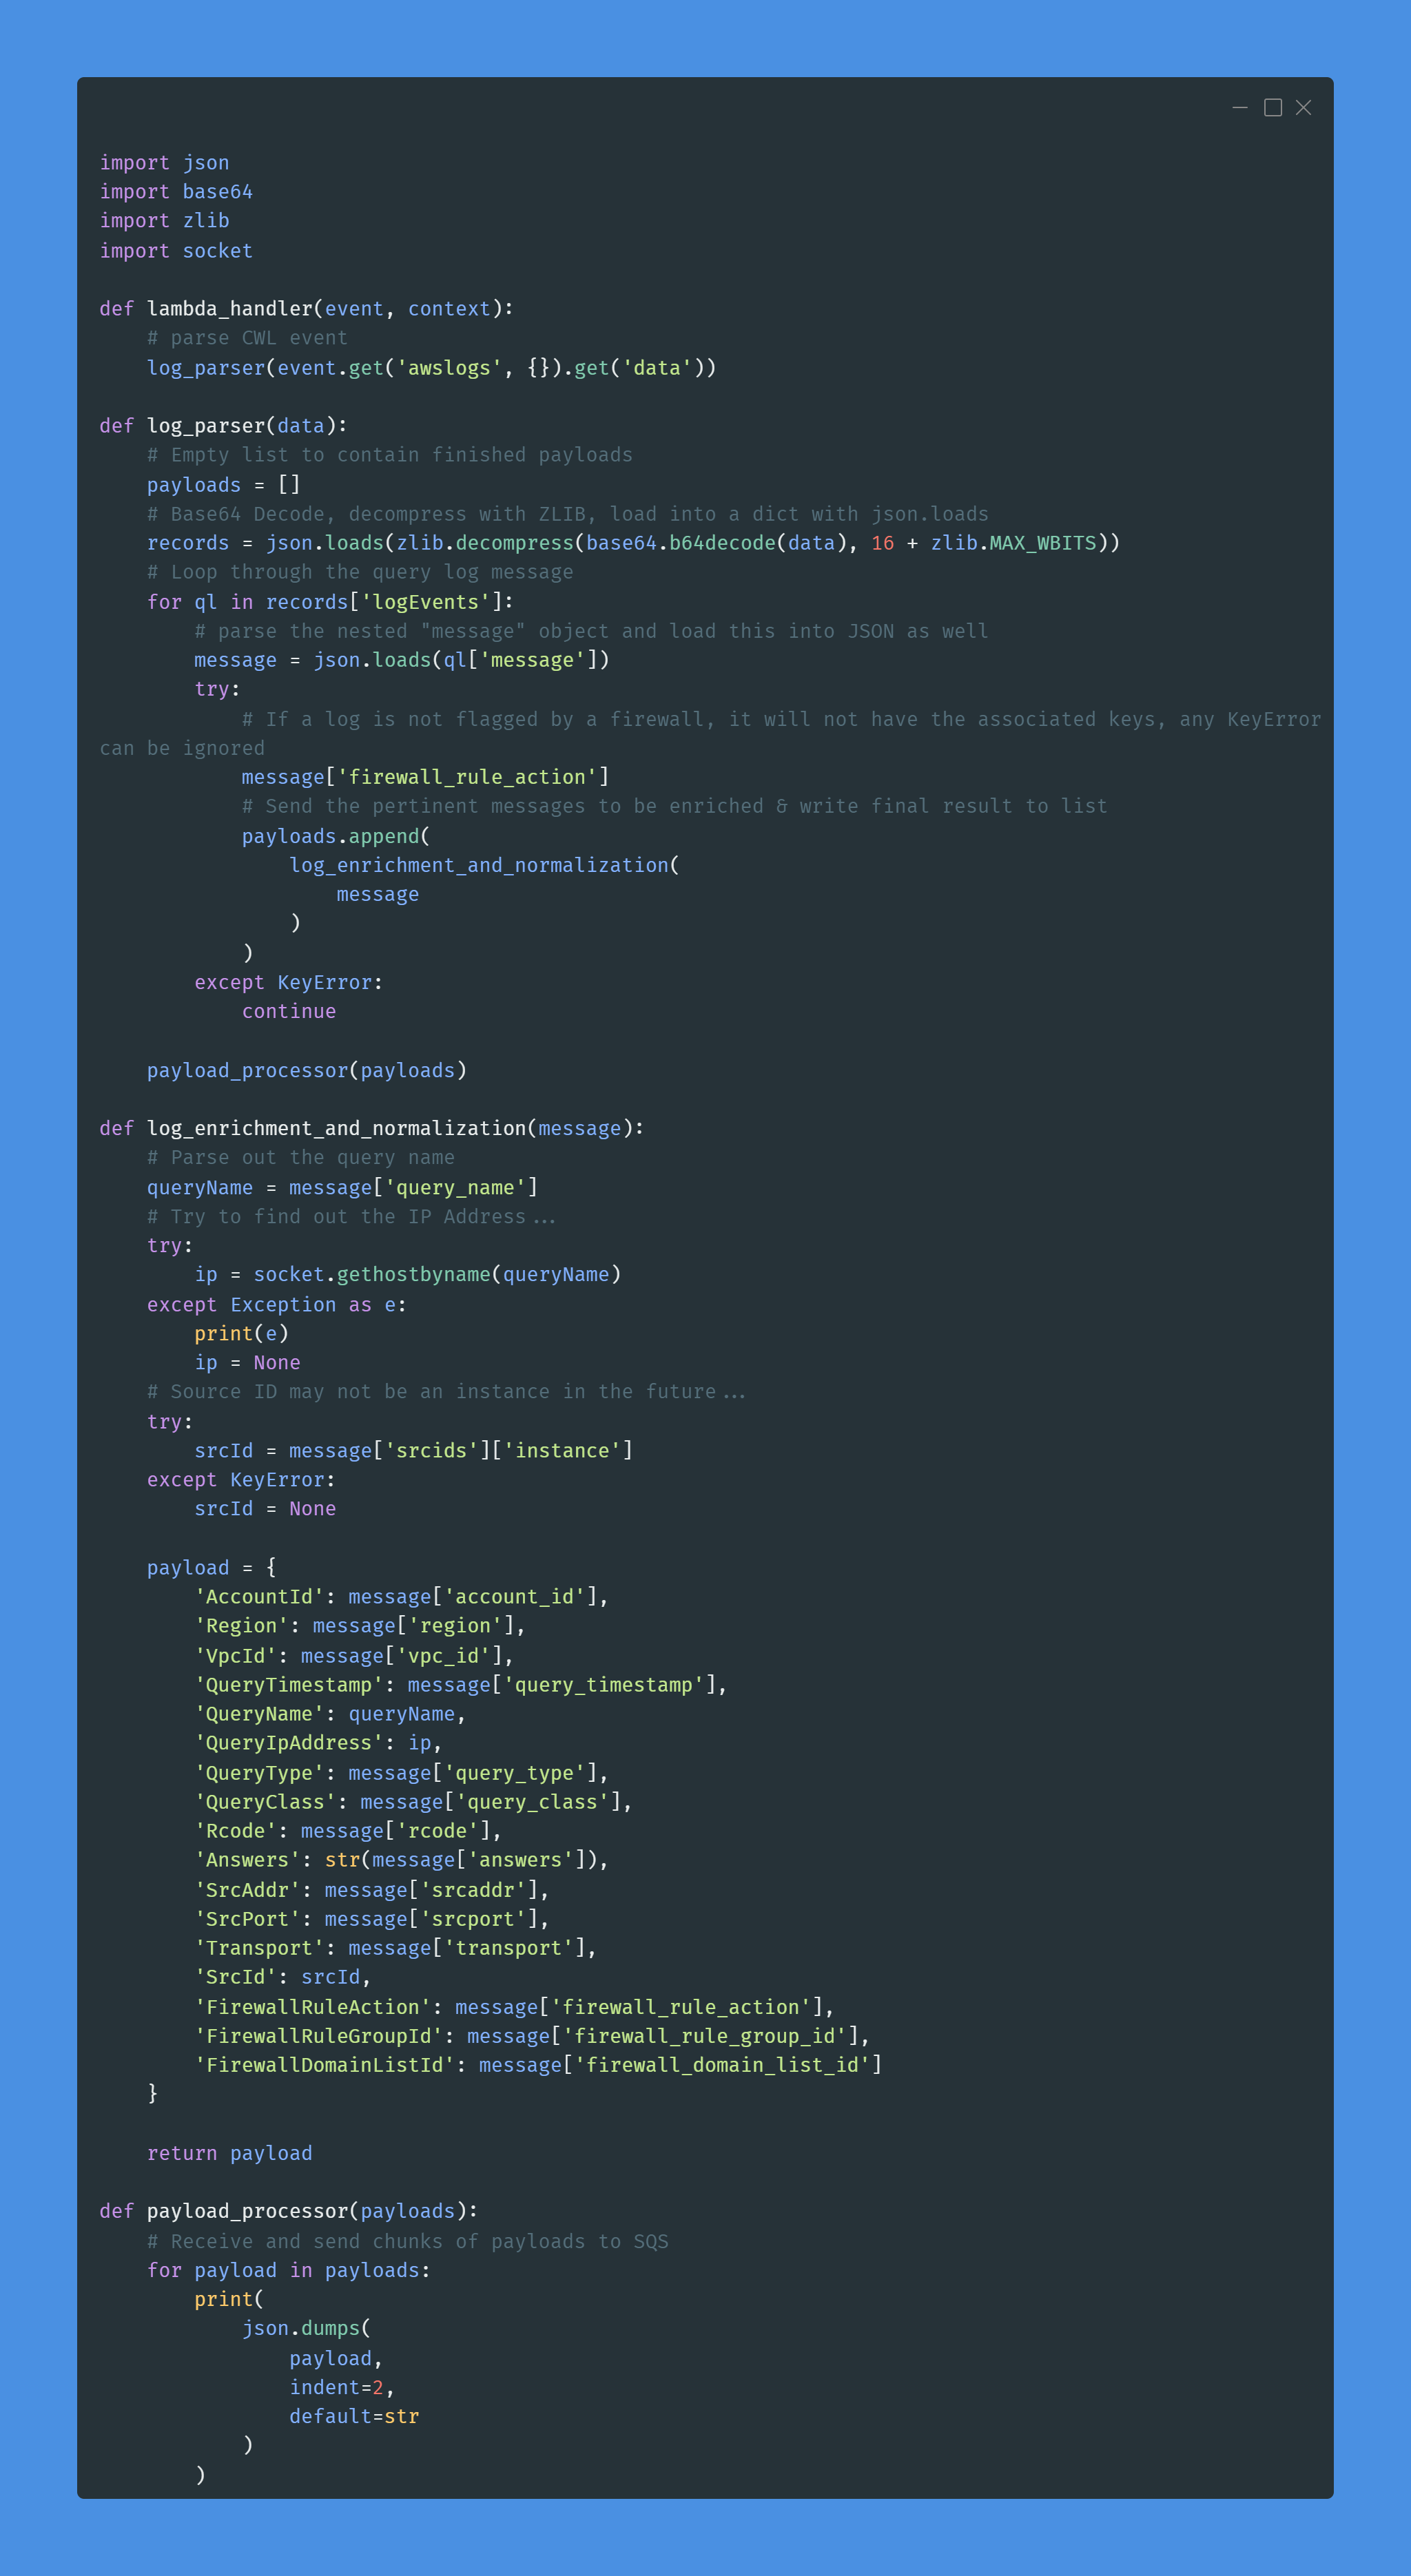 import json
import base64
import zlib
import socket

def lambda_handler(event, context):
    # parse CWL event
    log_parser(event.get('awslogs', {}).get('data'))

def log_parser(data):
    # Empty list to contain finished payloads
    payloads = []
    # Base64 Decode, decompress with ZLIB, load into a dict with json.loads
    records = json.loads(zlib.decompress(base64.b64decode(data), 16 + zlib.MAX_WBITS))
    # Loop through the query log message
    for ql in records['logEvents']:
        # parse the nested "message" object and load this into JSON as well
        message = json.loads(ql['message'])
        try:
            # If a log is not flagged by a firewall, it will not have the associated keys, any KeyError
can be ignored
            message['firewall_rule_action']
            # Send the pertinent messages to be enriched & write final result to list
            payloads.append(
                log_enrichment_and_normalization(
                    message
                )
            )
        except KeyError:
            continue

    payload_processor(payloads)

def log_enrichment_and_normalization(message):
    # Parse out the query name
    queryName = message['query_name']
    # Try to find out the IP Address...
    try:
        ip = socket.gethostbyname(queryName)
    except Exception as e:
        print(e)
        ip = None
    # Source ID may not be an instance in the future...
    try:
        srcId = message['srcids']['instance']
    except KeyError:
        srcId = None

    payload = {
        'AccountId': message['account_id'],
        'Region': message['region'],
        'VpcId': message['vpc_id'],
        'QueryTimestamp': message['query_timestamp'],
        'QueryName': queryName,
        'QueryIpAddress': ip,
        'QueryType': message['query_type'],
        'QueryClass': message['query_class'],
        'Rcode': message['rcode'],
        'Answers': str(message['answers']),
        'SrcAddr': message['srcaddr'],
        'SrcPort': message['srcport'],
        'Transport': message['transport'],
        'SrcId': srcId,
        'FirewallRuleAction': message['firewall_rule_action'],
        'FirewallRuleGroupId': message['firewall_rule_group_id'],
        'FirewallDomainListId': message['firewall_domain_list_id']
    }

    return payload

def payload_processor(payloads):
    # Receive and send chunks of payloads to SQS
    for payload in payloads:
        print(
            json.dumps(
                payload,
                indent=2,
                default=str
            )
        )